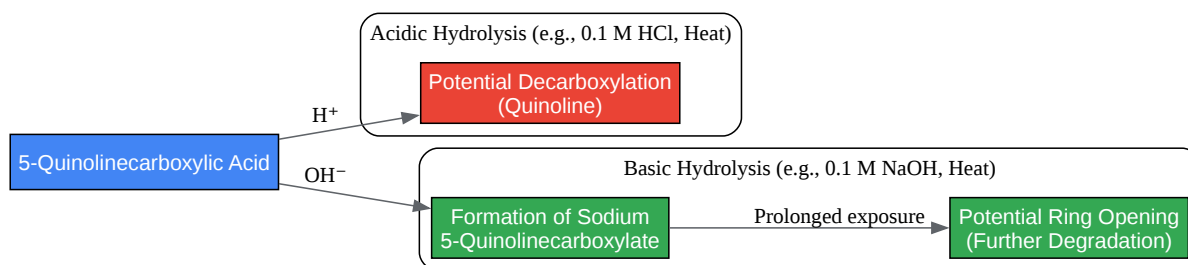 Acidic Hydrolysis (e.g., 0.1 M HCl, Heat)
Potential Decarboxylation
(Quinoline)
H⁺
5-Quinolinecarboxylic Acid
OH⁻
Basic Hydrolysis (e.g., 0.1 M NaOH, Heat)
Formation of Sodium
5-Quinolinecarboxylate
Prolonged exposure
Potential Ring Opening
(Further Degradation)